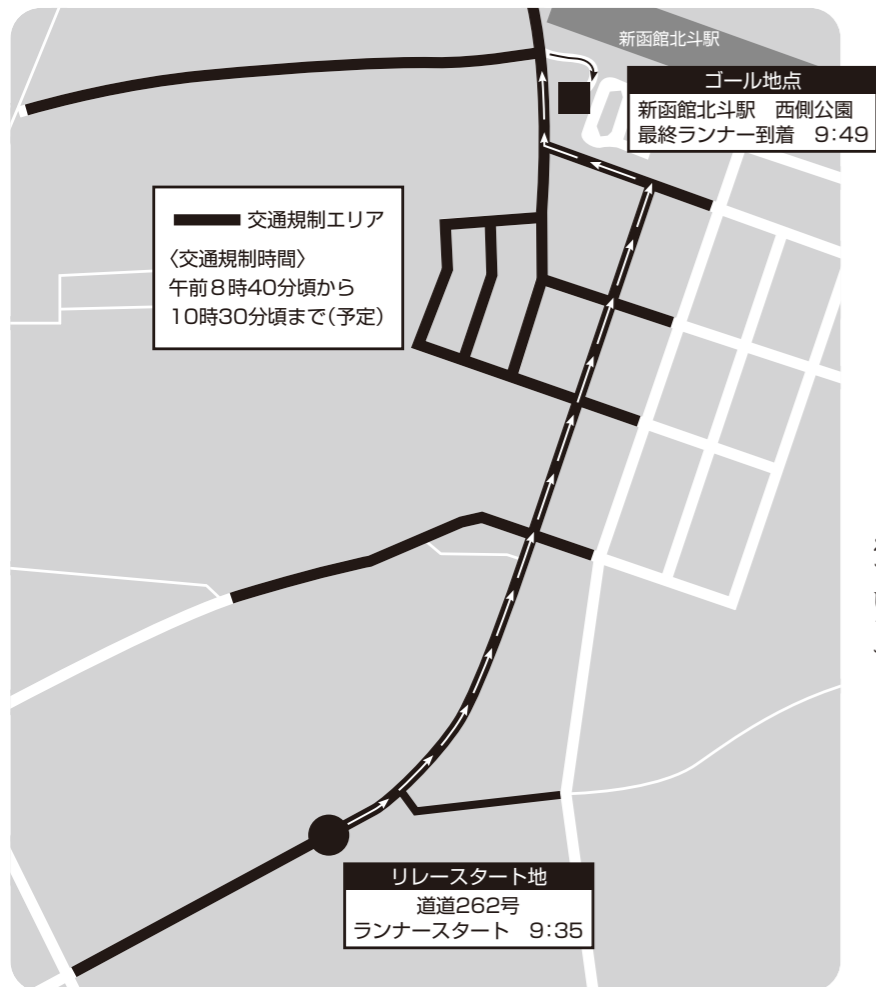 新函館北斗駅
ゴール地点
新函館北斗駅 西側公園
最終ランナー到着 9:49
交通規制エリア
〈交通規制時間〉
午前8時40分頃から
10時30分頃まで(予定)
リレースタート地
道道262号
ランナースタート 9:35